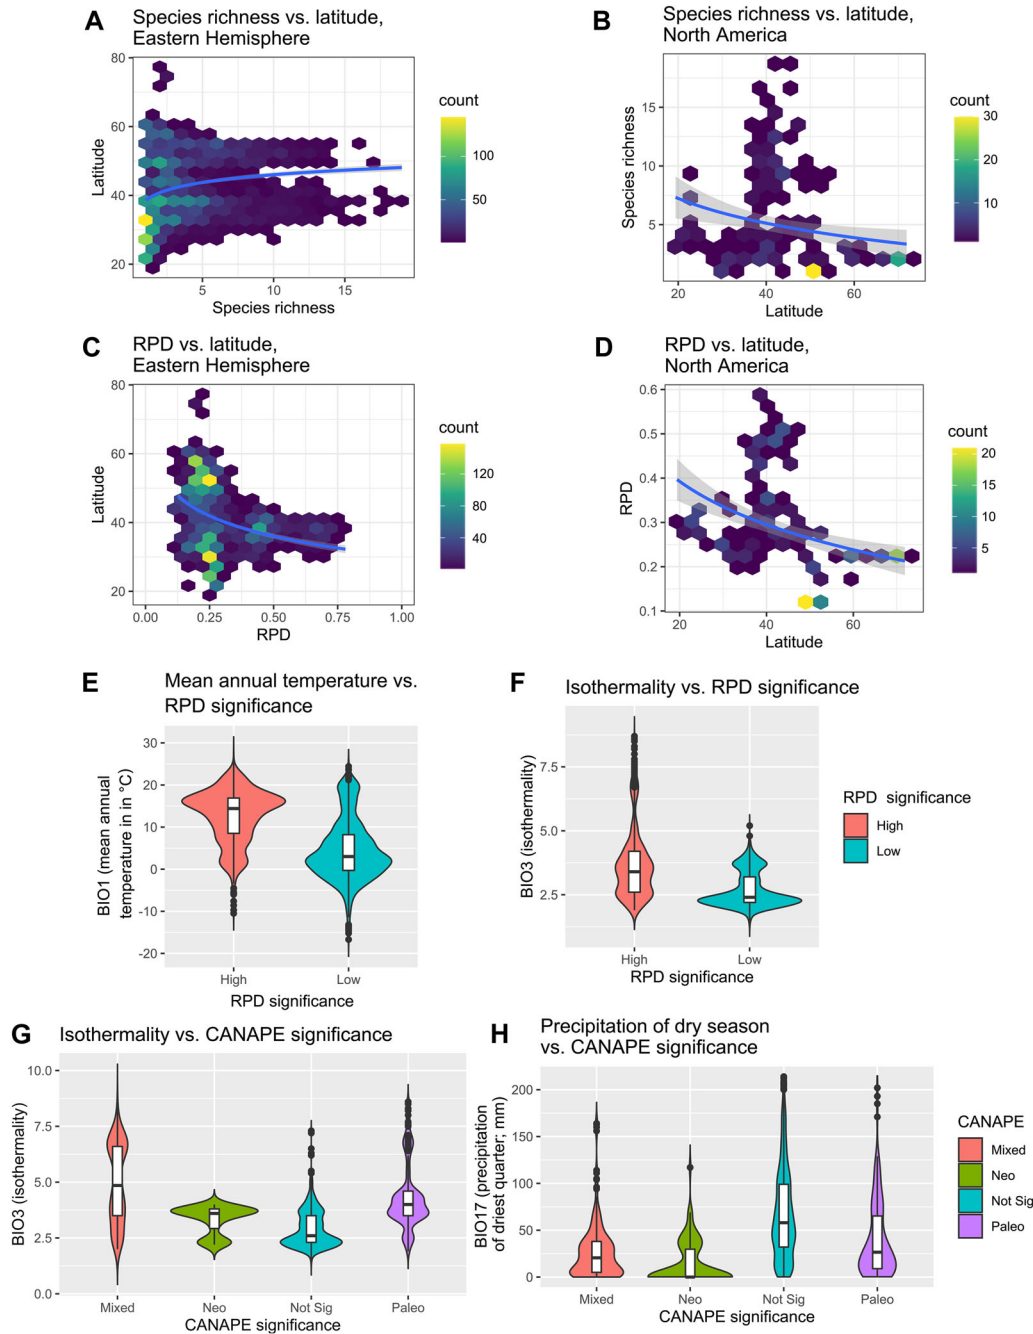 A
Species richness vs. latitude,
Eastern Hemisphere
80
60
40
20
Latitude
5
10
15
Species richness
count
100
50
B
Species richness vs. latitude,
North America
15
10
5
Species richness
20
40
60
Latitude
count
30
20
10
C
RPD vs. latitude,
Eastern Hemisphere
80
60
40
20
Latitude
0.00
0.25
0.50
0.75
1.00
RPD
count
120
80
40
D
RPD vs. latitude,
North America
0.6
0.5
0.4
0.3
0.2
0.1
RPD
20
40
60
Latitude
count
20
15
10
5
E
Mean annual temperature vs.
RPD significance
30
20
10
0
-10
-20
BIO1 (mean annual
temperature in in °C)
High
Low
RPD significance
F
Isothermality vs. RPD significance
7.5
5.0
2.5
BIO3 (isothermality)
High
Low
RPD significance
RPD significance
High
Low
G
Isothermality vs. CANAPE significance
10.0
7.5
5.0
2.5
0.0
BIO3 (isothermality)
Mixed
Neo
Not Sig
Paleo
CANAPE significance
H
Precipitation of dry season
vs. CANAPE significance
200
150
100
50
0
BIO17 (precipitation
of driest quarter; mm)
Mixed
Neo
Not Sig
Paleo
CANAPE significance
CANAPE
Mixed
Neo
Not Sig
Paleo